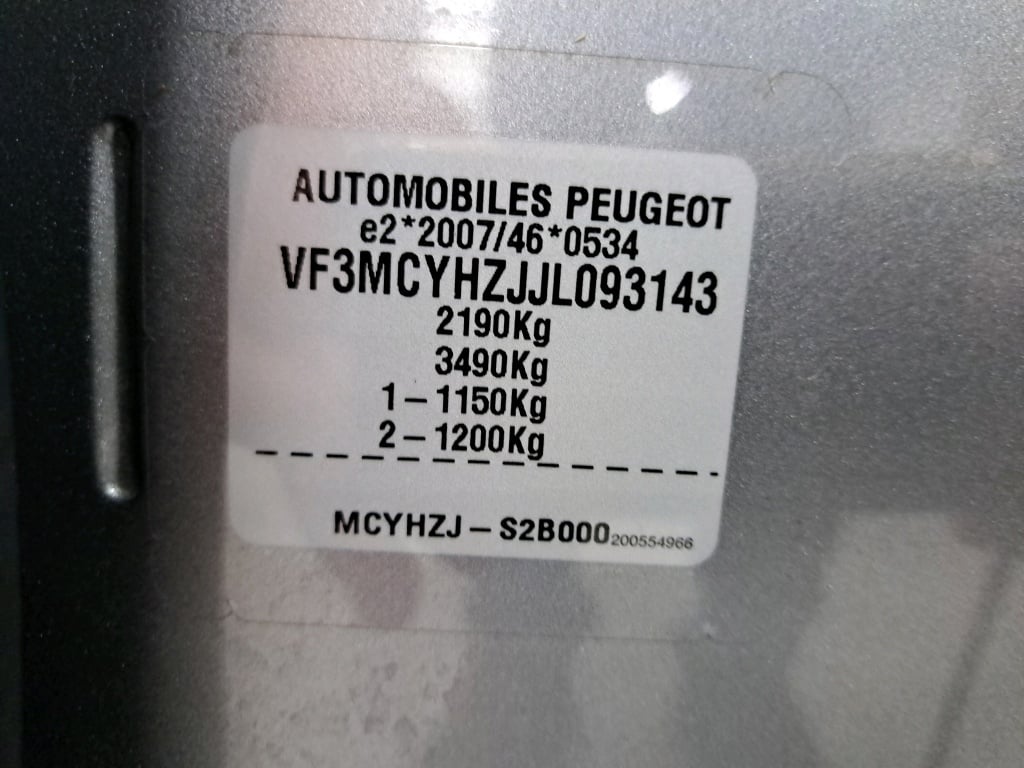 AUTOMOBILES PEUGEOT
e2*2007/46*0534
VF3MCYHZJJL093143
2190Kg
3490Kg
1-1150Kg
2-1200Kg
MCYHZJ-S2B000 200554966